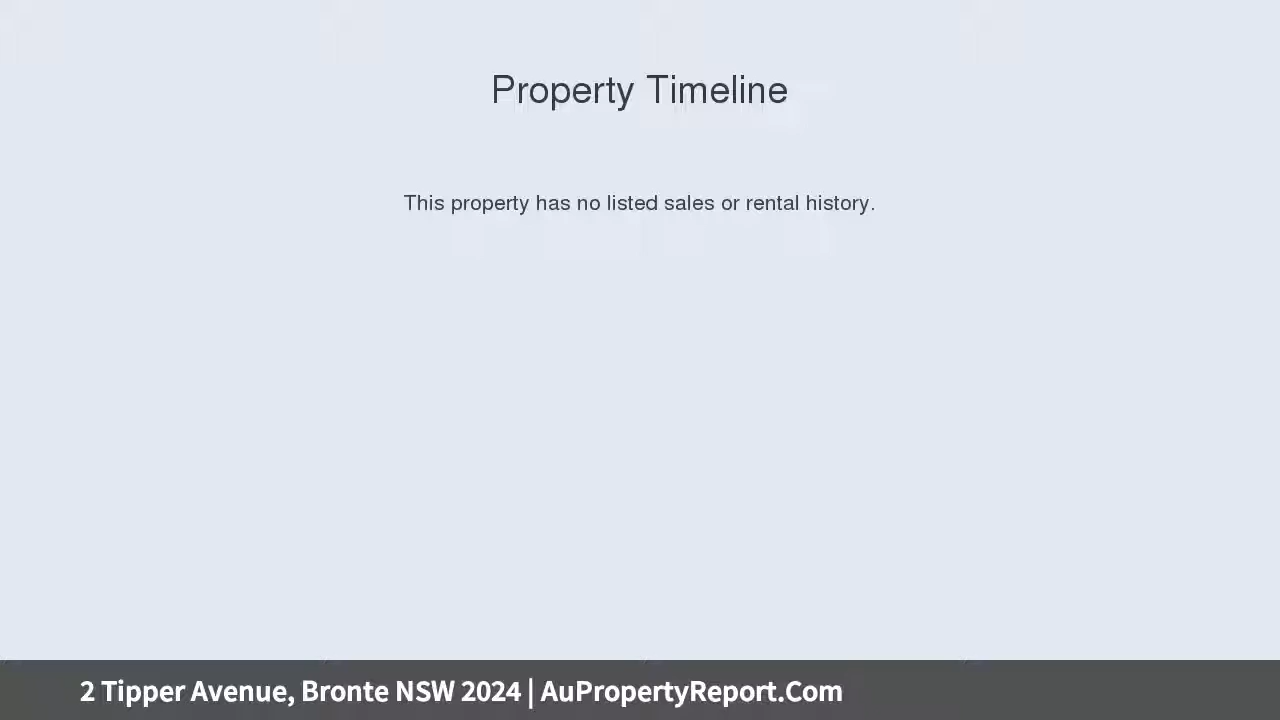 Property Timeline
This property has no listed sales or rental history.
2 Tipper Avenue, Bronte NSW 2024 | AuPropertyReport.Com